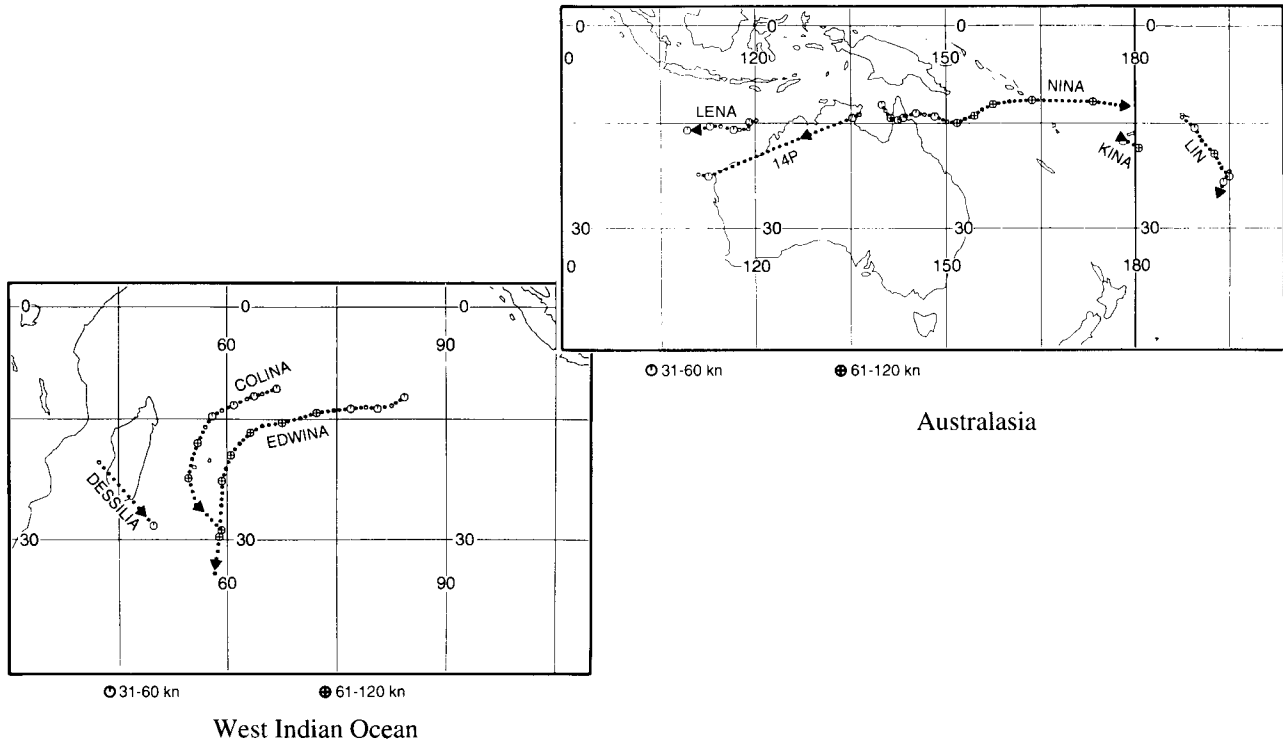 0 0
0 120 150 180
NINA
LENA
14P
KINA
LIN
30 30 30 30
0 120 150 180
31-60 kn 61-120 kn
Australasia
0 0 0
60 90
COLINA
EDWINA
DESSILIA
30 30 30
60 90
31-60 kn 61-120 kn
West Indian Ocean